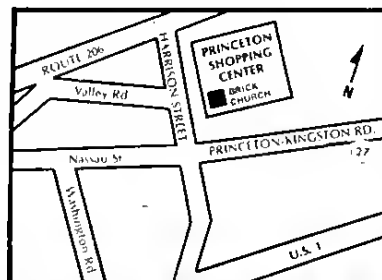 ROUTE 206
HARRISON STREET
PRINCETON
SHOPPING
CENTER
BRICK
CHURCH
N
Valley Rd
Nassau St
PRINCETON-KINGSTON RD.
27
Washington Rd
U.S. 1